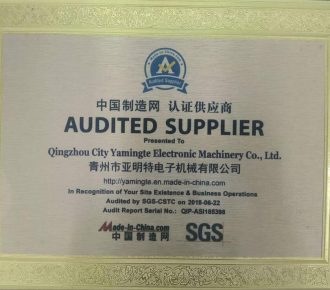 Audited Supplier
中国制造网 认证供应商
AUDITED SUPPLIER
Presented To
Qingzhou City Yamingte Electronic Machinery Co., Ltd.
青州市亚明特电子机械有限公司
http://yamingte.en.made-in-china.com
In Recognition of Your Site Existence & Business Operations
Audited by SGS-CSTC on 2018-06-22
Audit Report Serial No.: QIP-ASI165366
Made-in-China.com
中国制造网
SGS